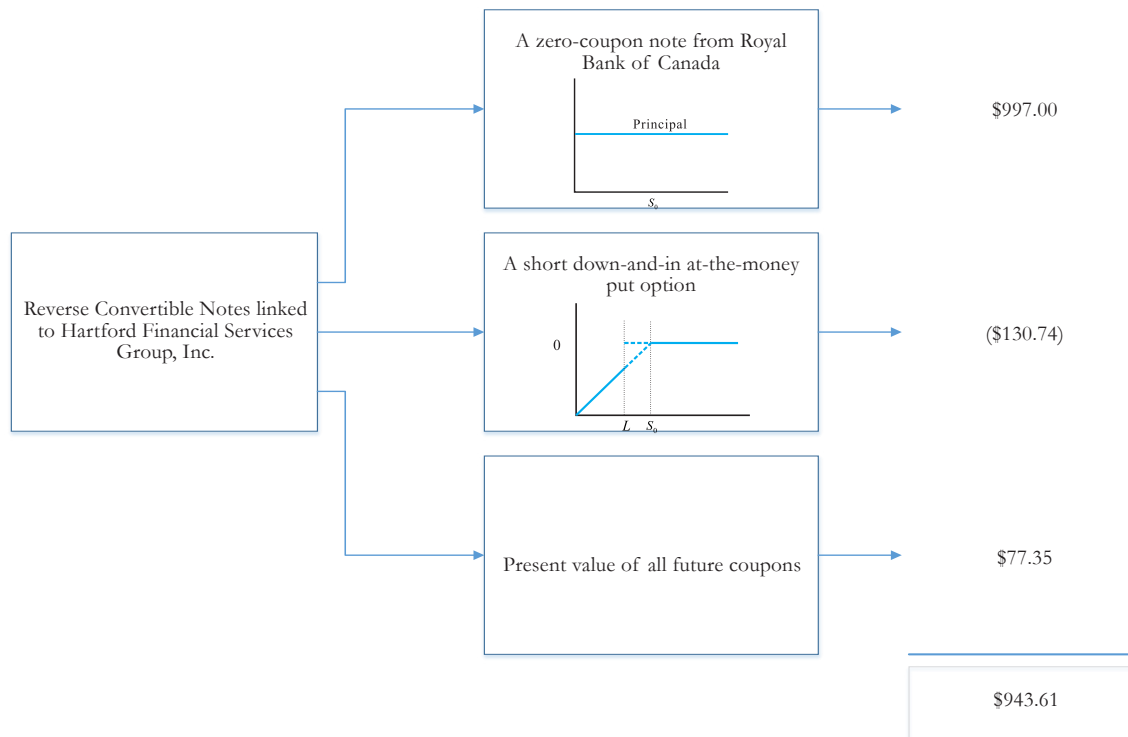 A zero-coupon note from Royal
Bank of Canada
Principal
S₀
$997.00
Reverse Convertible Notes linked
to Hartford Financial Services
Group, Inc.
A short down-and-in at-the-money
put option
0
L S₀
($130.74)
Present value of all future coupons
$77.35
$943.61